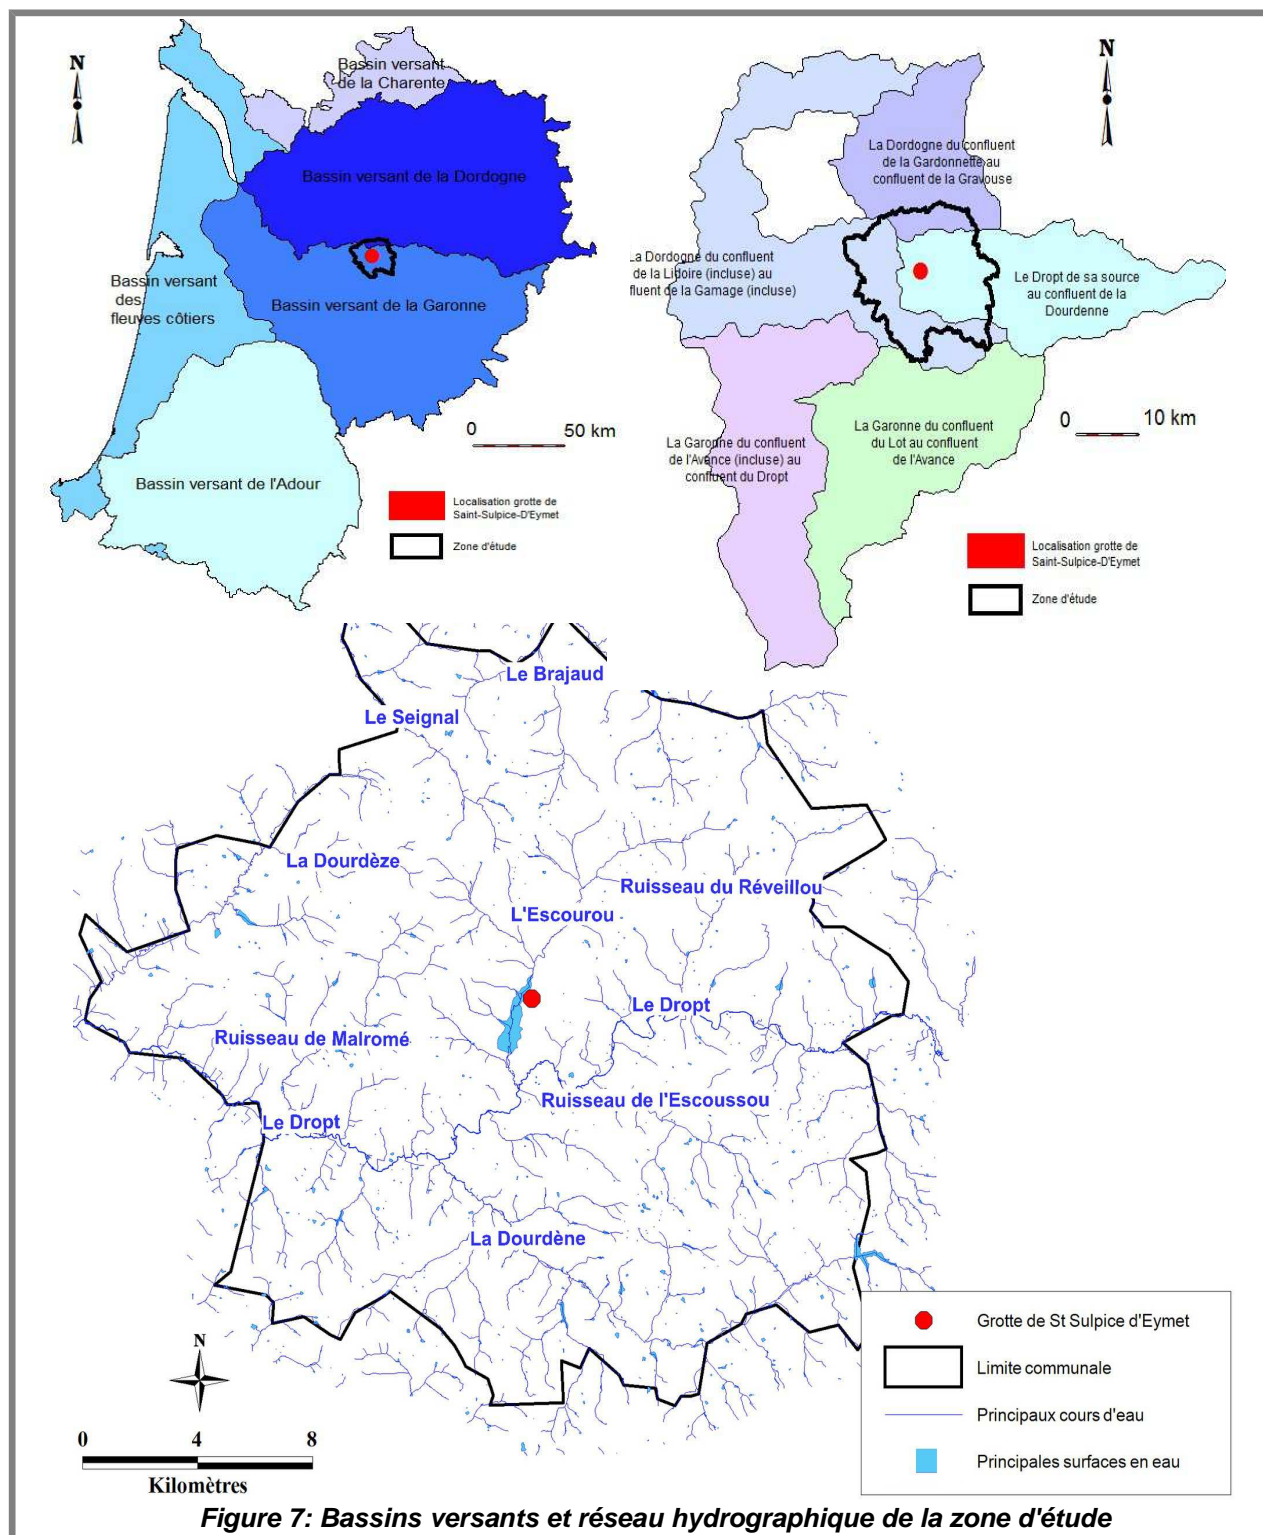 N
Bassin versant
de la Charente
Bassin versant de la Dordogne
Bassin versant
des
fleuves côtiers
Bassin versant de la Garonne
Bassin versant de l'Adour
0 50 km
Localisation grotte de
Saint-Sulpice-D'Eymet
Zone d'étude
N
La Dordogne du confluent
de la Gardonnette au
confluent de la Gravouse
La Dordogne du confluent
de la Lidoire (incluse) au
fluent de la Gamage (incluse)
Le Dropt de sa source
au confluent de la
Dourdenne
La Garonne du confluent
de l'Avence (incluse) au
confluent du Dropt
La Garonne du confluent
du Lot au confluent
de l'Avance
0 10 km
Localisation grotte de
Saint-Sulpice-D'Eymet
Zone d'étude
Le Brajaud
Le Seignal
La Dourdèze
Ruisseau du Réveillou
L'Escourou
Le Dropt
Ruisseau de Malromé
Ruisseau de l'Escoussou
Le Dropt
La Dourdène
N
0 4 8
Kilomètres
Grotte de St Sulpice d'Eymet
Limite communale
Principaux cours d'eau
Principales surfaces en eau
Figure 7: Bassins versants et réseau hydrographique de la zone d'étude